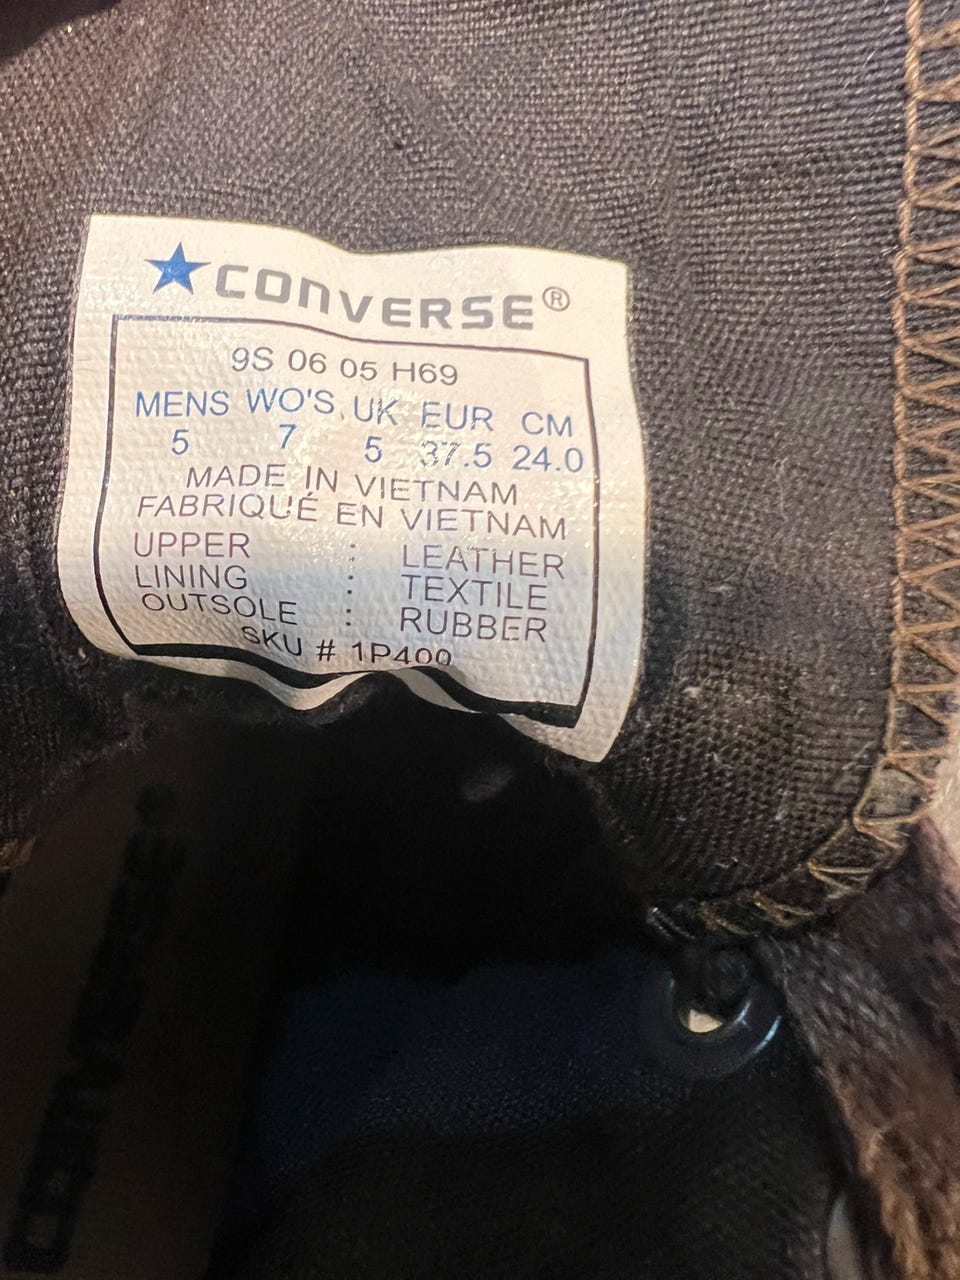 CONVERSE®
9S 06 05 H69
MENS WO'S. UK EUR CM
5 7 5 37.5 24.0
MADE IN VIETNAM
FABRIQUÉ EN VIETNAM
UPPER : LEATHER
LINING : TEXTILE
OUTSOLE : RUBBER
SKU # 1P400